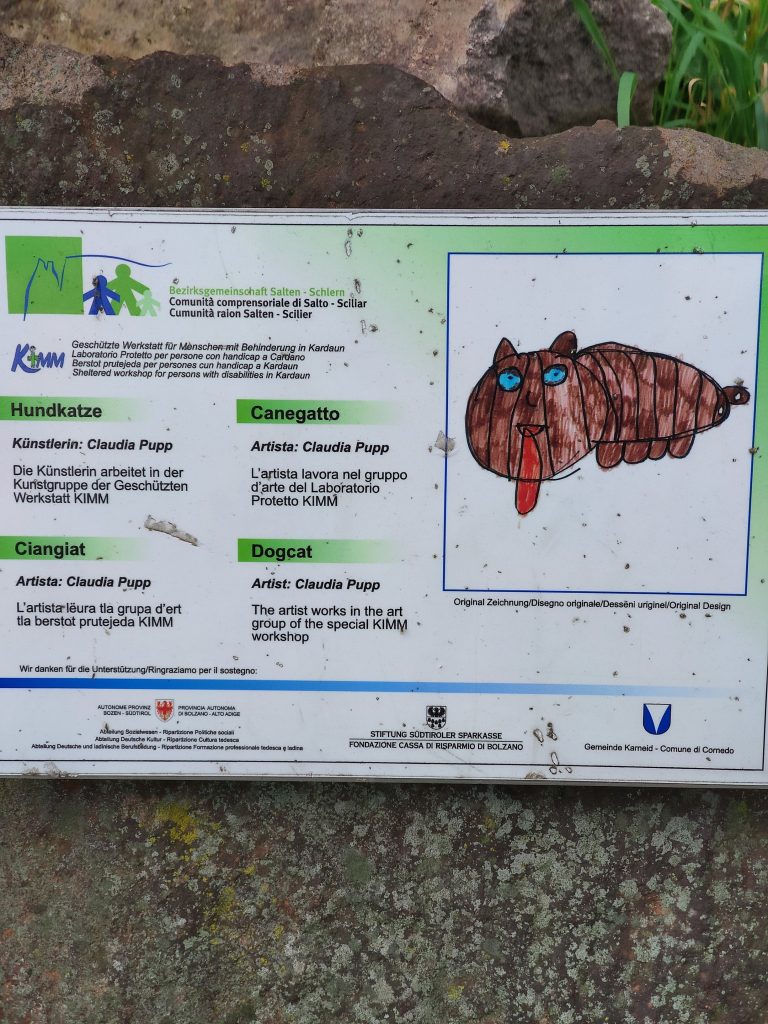 Bezirksgemeinschaft Salten - Schlern
Comunità comprensoriale di Salto - Sciliar
Cumunità raion Salten - Scilier
KIMM
Geschützte Werkstatt für Menschen mit Behinderung in Kardaun
Laboratorio Protetto per persone con handicap a Cardano
Berstot prutejeda per persones cun handicap a Kardaun
Sheltered workshop for persons with disabilities in Kardaun
Hundkatze
Künstlerin: Claudia Pupp
Die Künstlerin arbeitet in der
Kunstgruppe der Geschützten
Werkstatt KIMM
Canegatto
Artista: Claudia Pupp
L'artista lavora nel gruppo
d'arte del Laboratorio
Protetto KIMM
Ciangiat
Artista: Claudia Pupp
L'artista lëura tla grupa d'ert
tla berstot prutejeda KIMM
Dogcat
Artist: Claudia Pupp
The artist works in the art
group of the special KIMM
workshop
Original Zeichnung/Disegno originale/Dessëni uriginel/Original Design
Wir danken für die Unterstützung/Ringraziamo per il sostegno:
AUTONOME PROVINZ
BOZEN - SÜDTIROL
PROVINCIA AUTONOMA
DI BOLZANO - ALTO ADIGE
Abteilung Sozialwesen - Ripartizione Politiche sociali
Abteilung Deutsche Kultur - Ripartizione Cultura tedesca
Abteilung Deutsche und ladinische Berufsbildung - Ripartizione Formazione professionale tedesca e ladina
STIFTUNG SÜDTIROLER SPARKASSE
FONDAZIONE CASSA DI RISPARMIO DI BOLZANO
Gemeinde Karneid - Comune di Cornedo